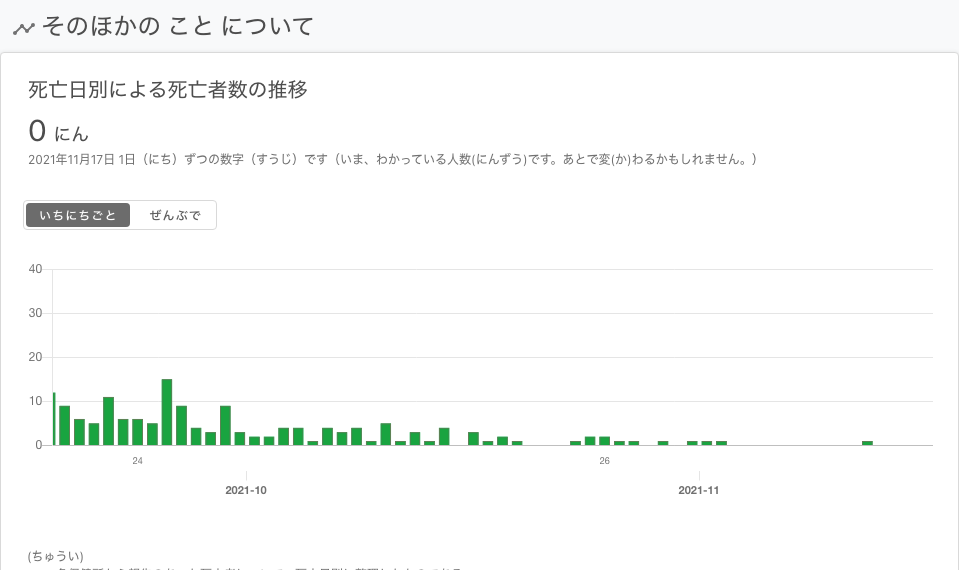 そのほかの こと について
死亡日別による死亡者数の推移
0 にん
2021年11月17日 1日（にち）ずつの数字（すうじ）です（いま、わかっている人数(にんずう)です。あとで変(か)わるかもしれません。）
いちにちごと ぜんぶで
40
30
20
10
0
24 26
2021-10 2021-11
(ちゅうい)